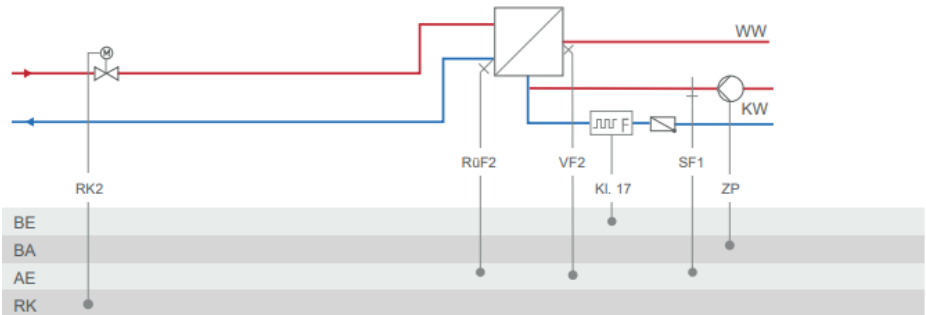 WW
M
KW
F
RüF2 VF2 SF1
RK2 Kl. 17 ZP
BE
BA
AE
RK